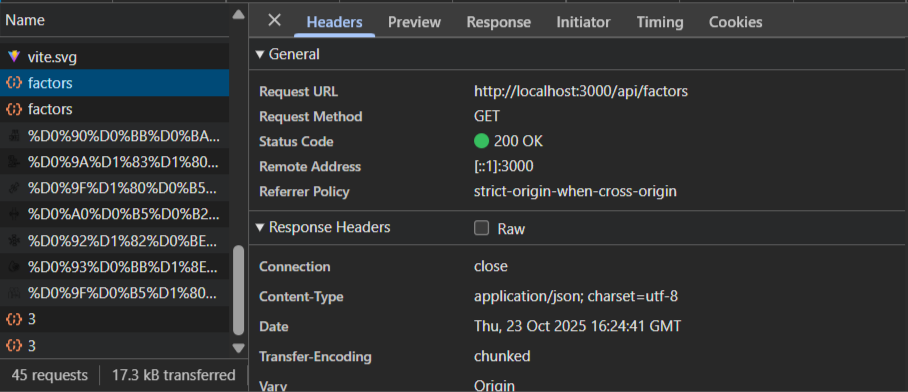 Name
vite.svg
factors
factors
%D0%90%D0%BB%D0%BA...
%D0%9A%D1%83%D1%80...
%D0%9F%D1%80%D0%B5...
%D0%A0%D0%B5%D0%B2...
%D0%92%D1%82%D0%BE...
%D0%93%D0%BB%D1%8E...
%D0%9F%D0%B5%D1%80...
3
3
45 requests
17.3 kB transferred
Headers
Preview
Response
Initiator
Timing
Cookies
General
Request URL
http://localhost:3000/api/factors
Request Method
GET
Status Code
200 OK
Remote Address
[::1]:3000
Referrer Policy
strict-origin-when-cross-origin
Response Headers
Raw
Connection
close
Content-Type
application/json; charset=utf-8
Date
Thu, 23 Oct 2025 16:24:41 GMT
Transfer-Encoding
chunked
Vary
Origin